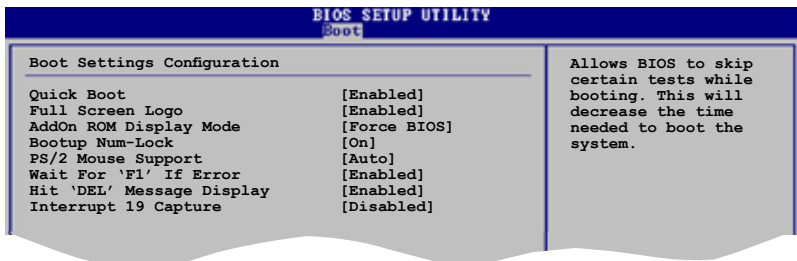 BIOS SETUP UTILITY
Boot
Boot Settings Configuration
Quick Boot [Enabled]
Full Screen Logo [Enabled]
AddOn ROM Display Mode [Force BIOS]
Bootup Num-Lock [On]
PS/2 Mouse Support [Auto]
Wait For ‘F1’ If Error [Enabled]
Hit ‘DEL’ Message Display [Enabled]
Interrupt 19 Capture [Disabled]
Allows BIOS to skip
certain tests while
booting. This will
decrease the time
needed to boot the
system.